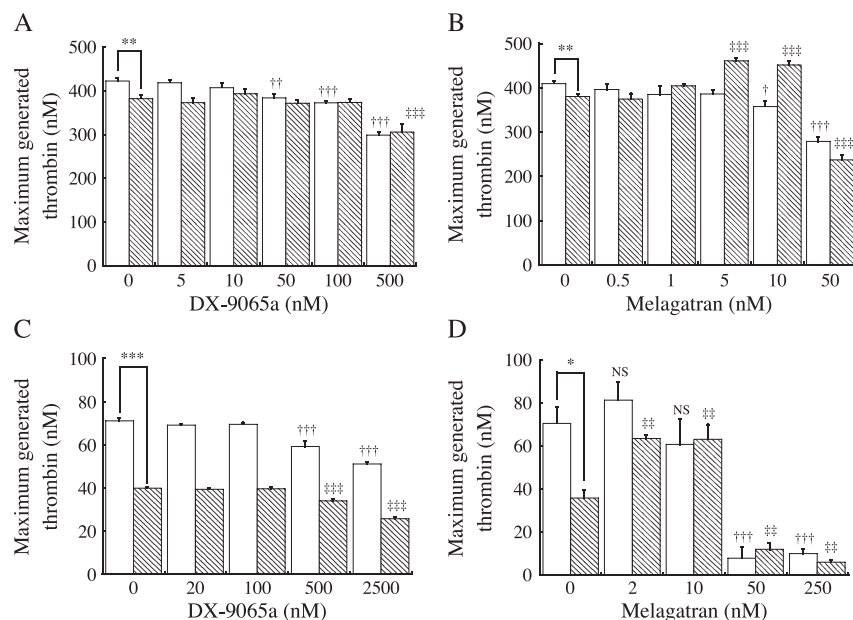 A
Maximum generated
thrombin (nM)
500
400
300
200
100
0
**
††
†††
†††
‡‡‡
0 5 10 50 100 500
DX-9065a (nM)
B
Maximum generated
thrombin (nM)
500
400
300
200
100
0
**
‡‡‡
†
‡‡‡
†††
‡‡‡
0 0.5 1 5 10 50
Melagatran (nM)
C
Maximum generated
thrombin (nM)
100
80
60
40
20
0
***
†††
‡‡‡
†††
‡‡‡
0 20 100 500 2500
DX-9065a (nM)
D
Maximum generated
thrombin (nM)
100
80
60
40
20
0
*
NS
‡‡
NS
‡‡
†††
‡‡
†††
‡‡
0 2 10 50 250
Melagatran (nM)